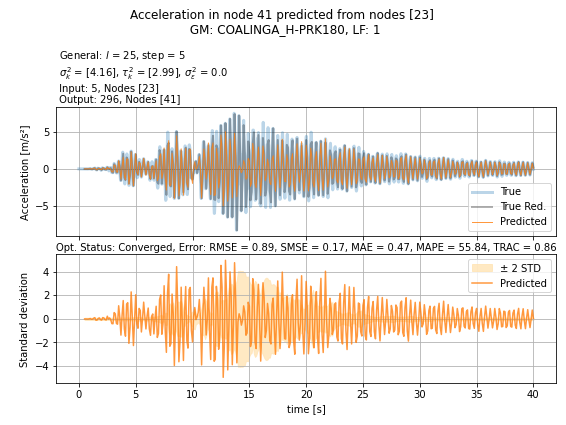 Acceleration in node 41 predicted from nodes [23]
GM: COALINGA_H-PRK180, LF: 1
General: l = 25, step = 5
σ²ₖ = [4.16], τ²ₖ = [2.99], σ²_ε = 0.0
Input: 5, Nodes [23]
Output: 296, Nodes [41]
Acceleration [m/s²]
5
0
−5
True
True Red.
Predicted
Opt. Status: Converged, Error: RMSE = 0.89, SMSE = 0.17, MAE = 0.47, MAPE = 55.84, TRAC = 0.86
Standard deviation
4
2
0
−2
−4
± 2 STD
Predicted
0 5 10 15 20 25 30 35 40
time [s]